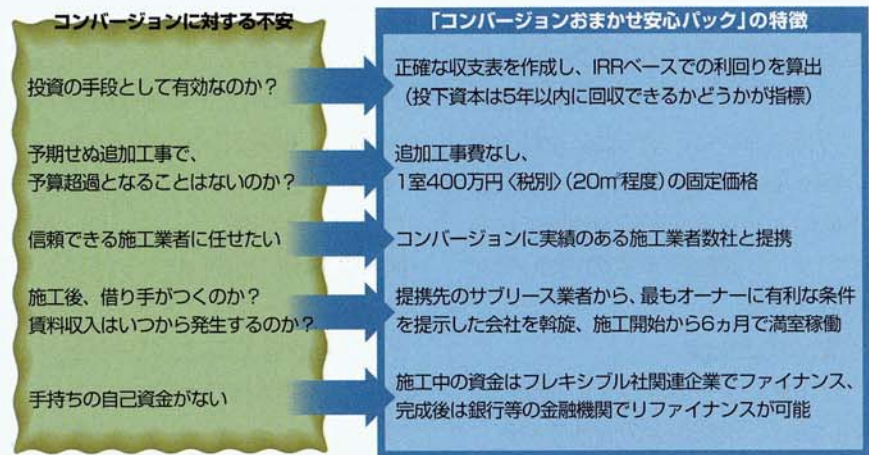 コンバージョンに対する不安
投資の手段として有効なのか？
予期せぬ追加工事で、
予算超過となることはないのか？
信頼できる施工業者に任せたい
施工後、借り手がつくのか？
賃料収入はいつから発生するのか？
手持ちの自己資金がない
「コンバージョンおまかせ安心パック」の特徴
正確な収支表を作成し、IRRベースでの利回りを算出
（投下資本は5年以内に回収できるかどうかが指標）
追加工事費なし、
1室400万円〈税別〉（20㎡程度）の固定価格
コンバージョンに実績のある施工業者数社と提携
提携先のサブリース業者から、最もオーナーに有利な条件
を提示した会社を斡旋、施工開始から6ヵ月で満室稼働
施工中の資金はフレキシブル社関連企業でファイナンス、
完成後は銀行等の金融機関でリファイナンスが可能